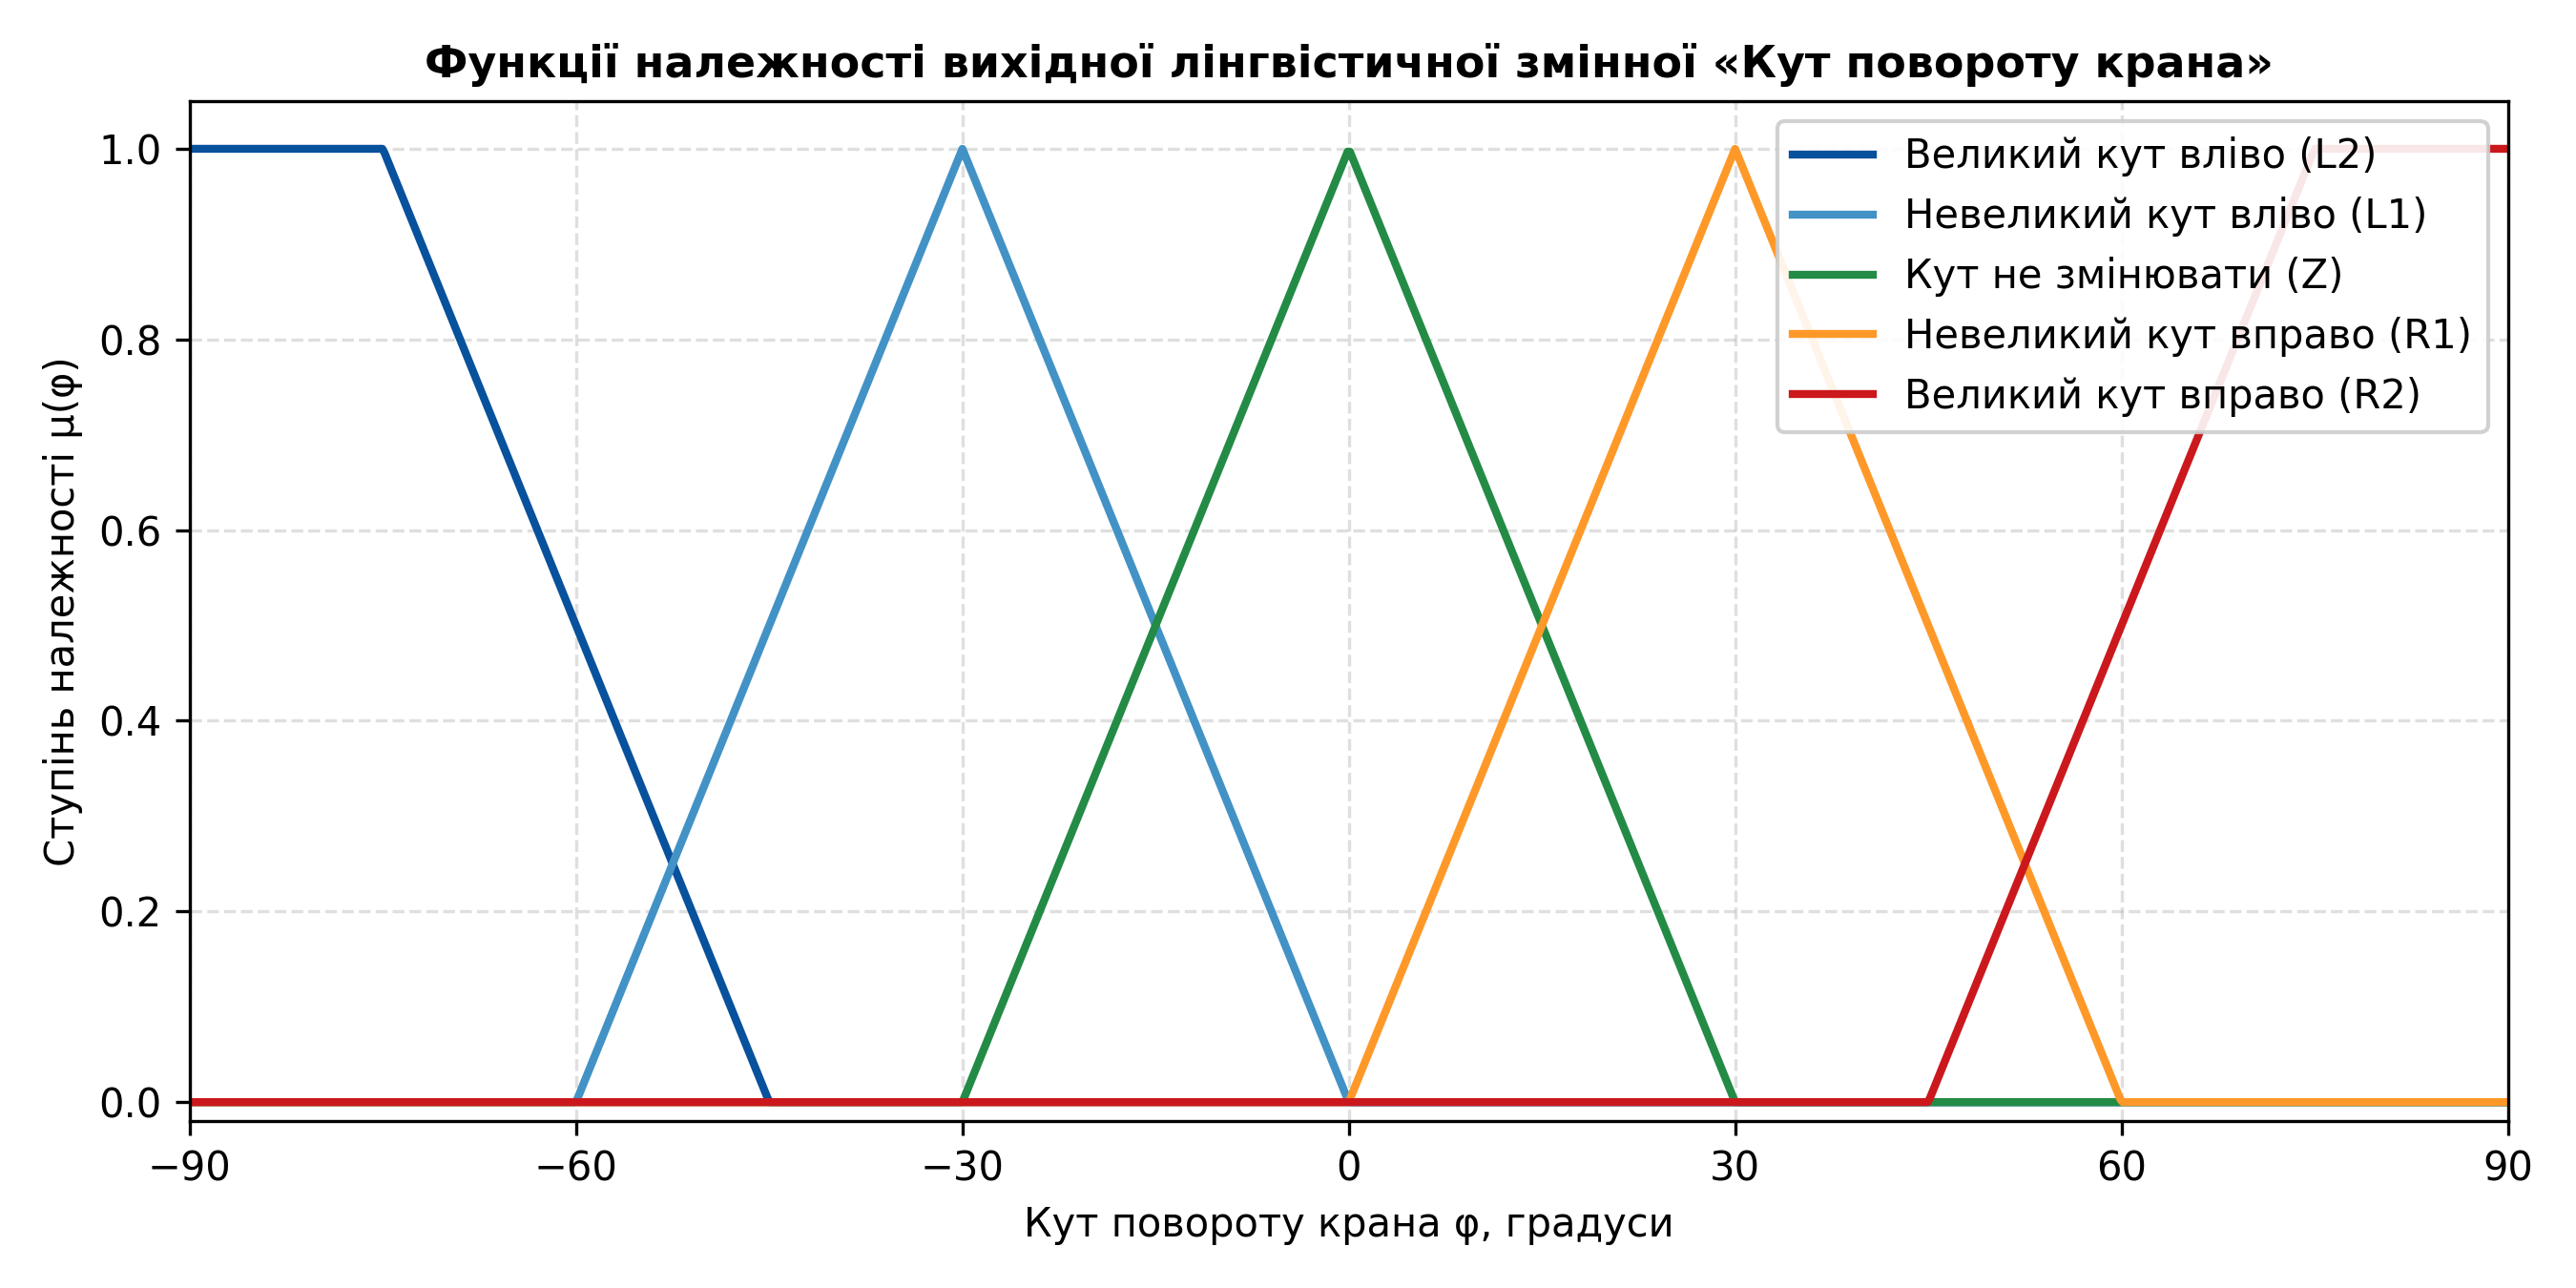 Функції належності вихідної лінгвістичної змінної «Кут повороту крана»
Ступінь належності μ(φ)
1.0
0.8
0.6
0.4
0.2
0.0
Великий кут вліво (L2)
Невеликий кут вліво (L1)
Кут не змінювати (Z)
Невеликий кут вправо (R1)
Великий кут вправо (R2)
−90 −60 −30 0 30 60 90
Кут повороту крана φ, градуси